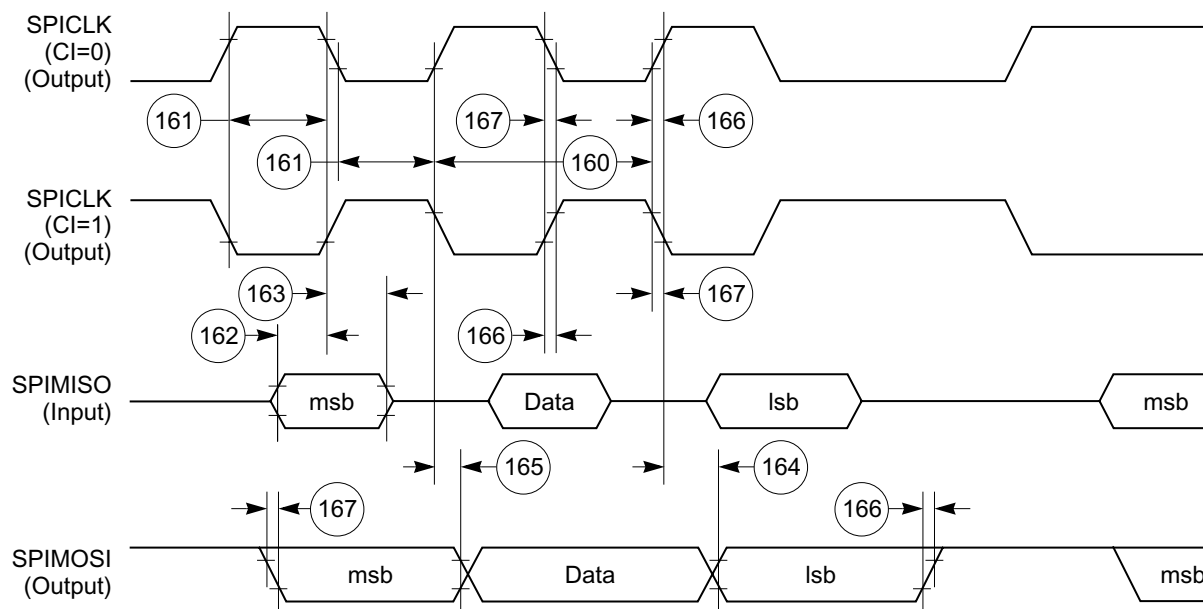 SPICLK
(CI=0)
(Output)
161
167
166
161
160
SPICLK
(CI=1)
(Output)
163
167
162
166
SPIMISO
(Input)
msb
Data
lsb
msb
165
164
167
166
SPIMOSI
(Output)
msb
Data
lsb
msb